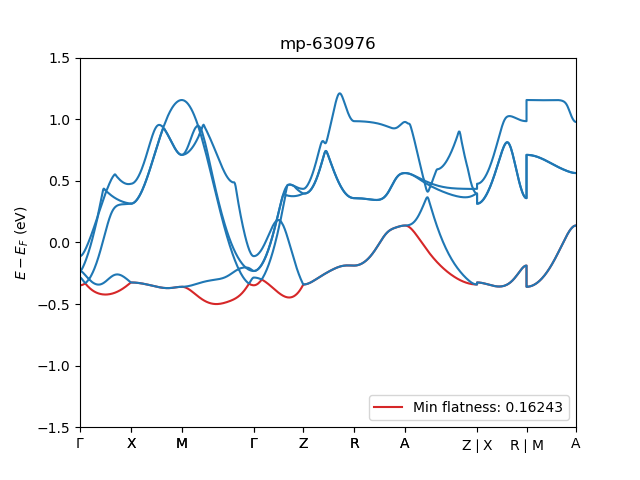 mp-630976
E − E_F (eV)
1.5
1.0
0.5
0.0
−0.5
−1.0
−1.5
Min flatness: 0.16243
Γ X M Γ Z R A Z | X R | M A